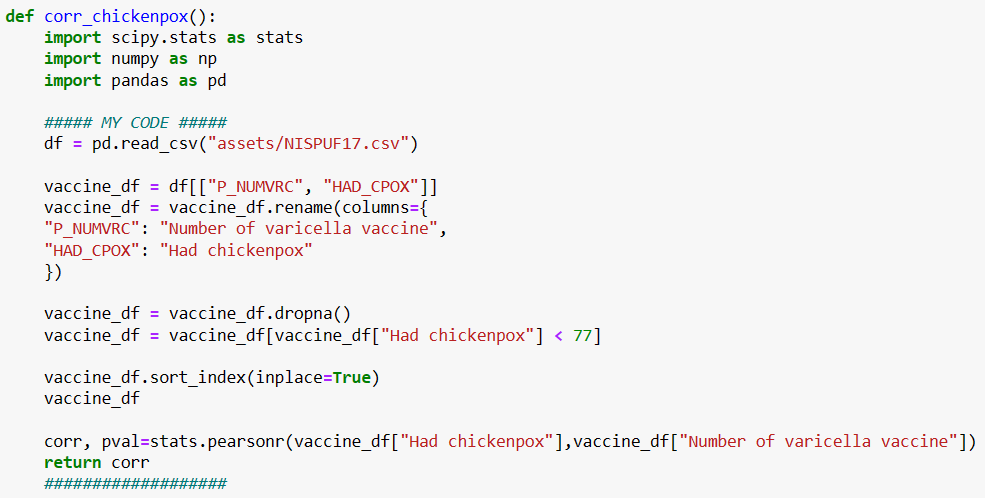 def corr_chickenpox():
    import scipy.stats as stats
    import numpy as np
    import pandas as pd

    ##### MY CODE #####
    df = pd.read_csv("assets/NISPUF17.csv")

    vaccine_df = df[["P_NUMVRC", "HAD_CPOX"]]
    vaccine_df = vaccine_df.rename(columns={
    "P_NUMVRC": "Number of varicella vaccine",
    "HAD_CPOX": "Had chickenpox"
    })

    vaccine_df = vaccine_df.dropna()
    vaccine_df = vaccine_df[vaccine_df["Had chickenpox"] < 77]

    vaccine_df.sort_index(inplace=True)
    vaccine_df

    corr, pval=stats.pearsonr(vaccine_df["Had chickenpox"],vaccine_df["Number of varicella vaccine"])
    return corr
    ###################